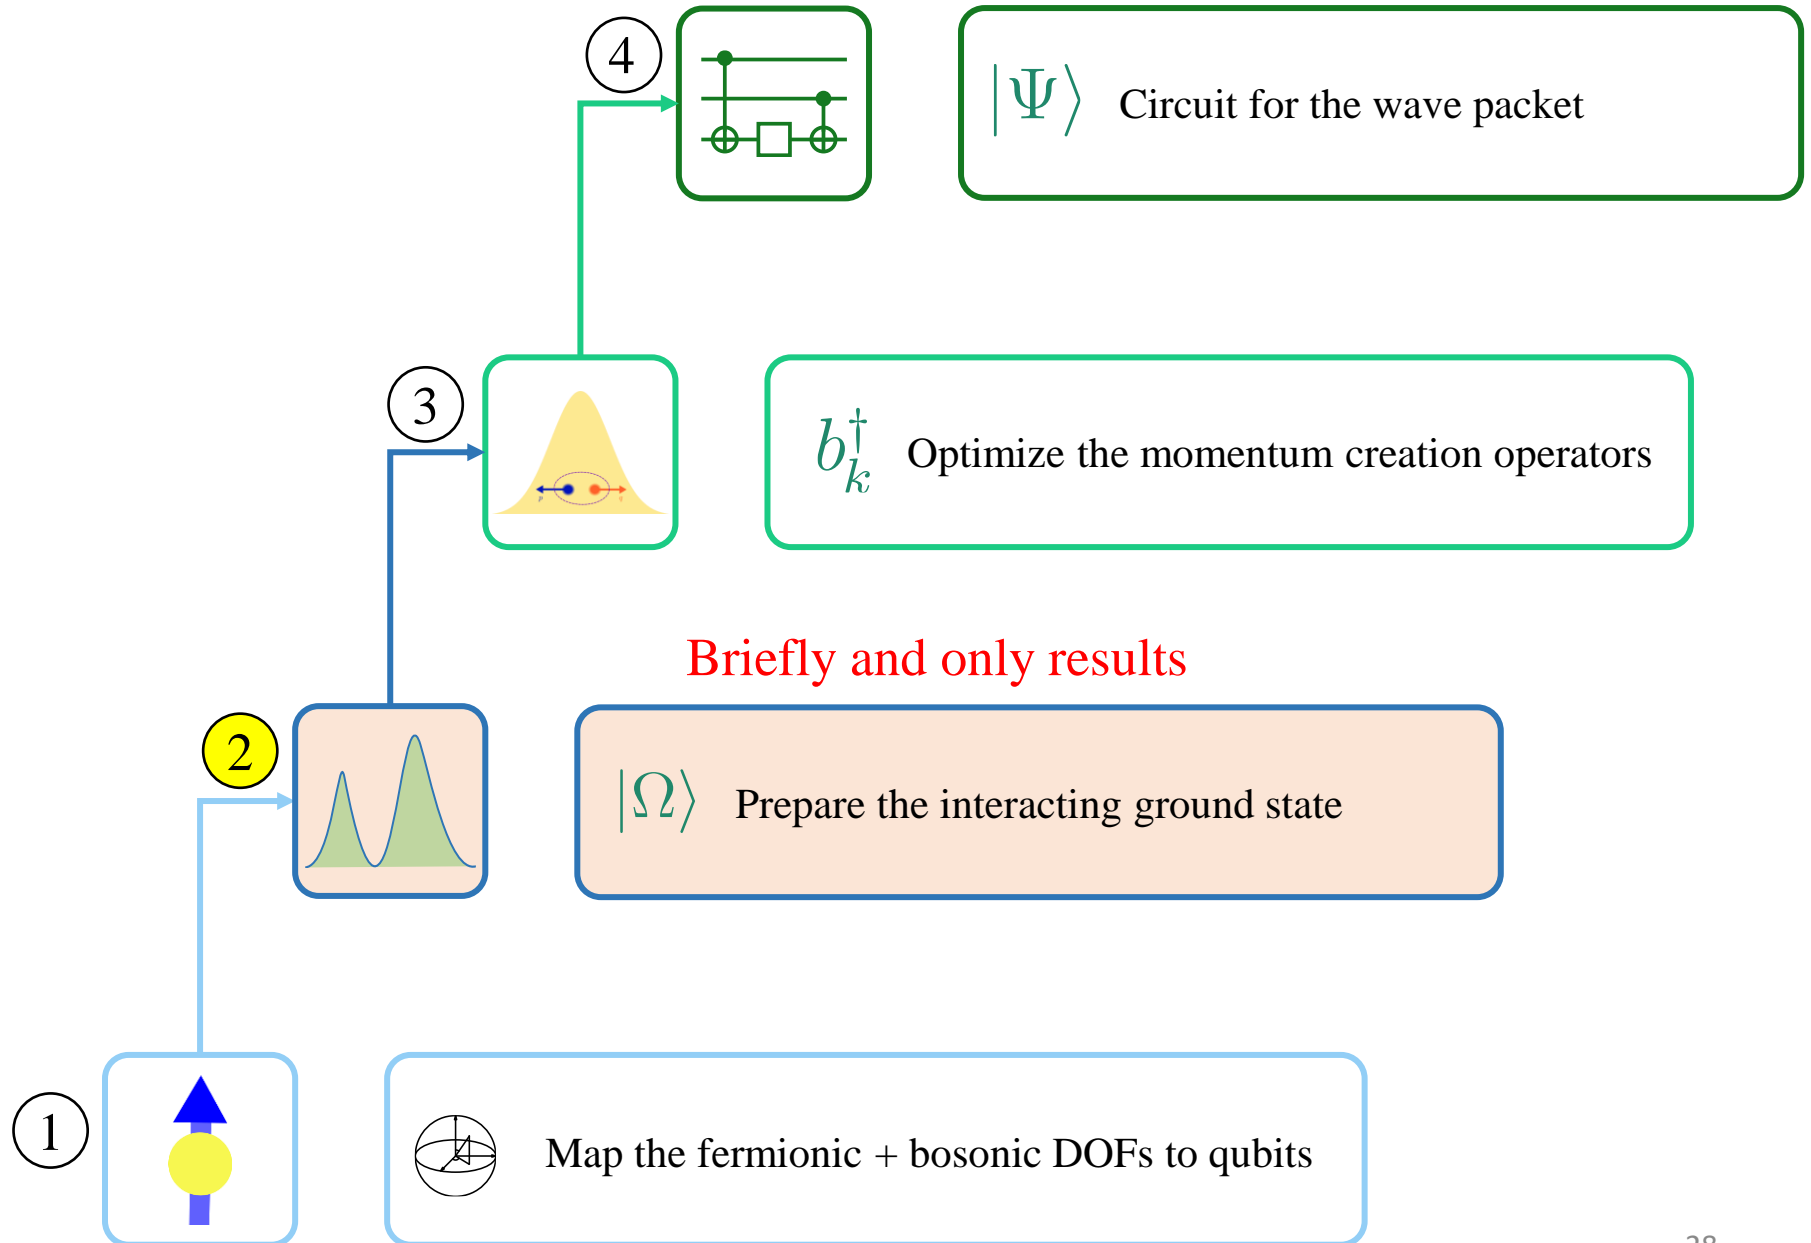 4
|Ψ⟩ Circuit for the wave packet
3
b_k^† Optimize the momentum creation operators
Briefly and only results
2
|Ω⟩ Prepare the interacting ground state
1
Map the fermionic + bosonic DOFs to qubits